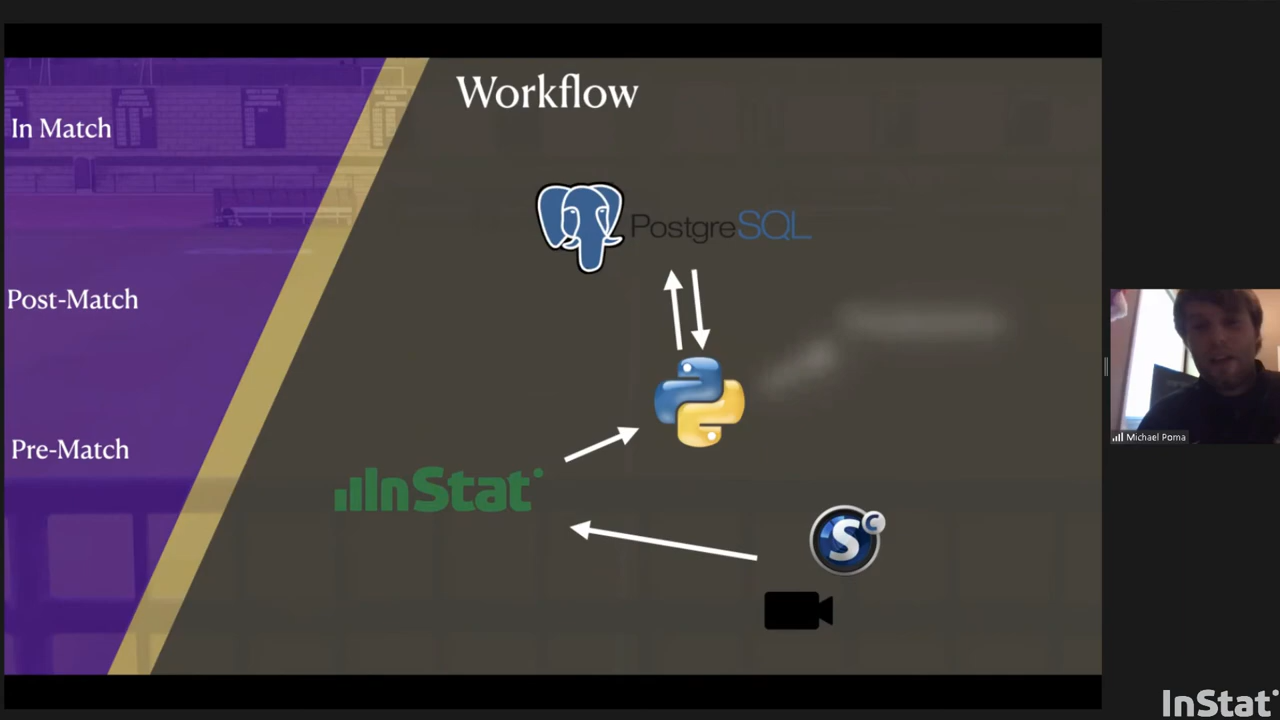 Workflow
In Match
PostgreSQL
Post-Match
Pre-Match
InStat
S C
Michael Poma
InStat